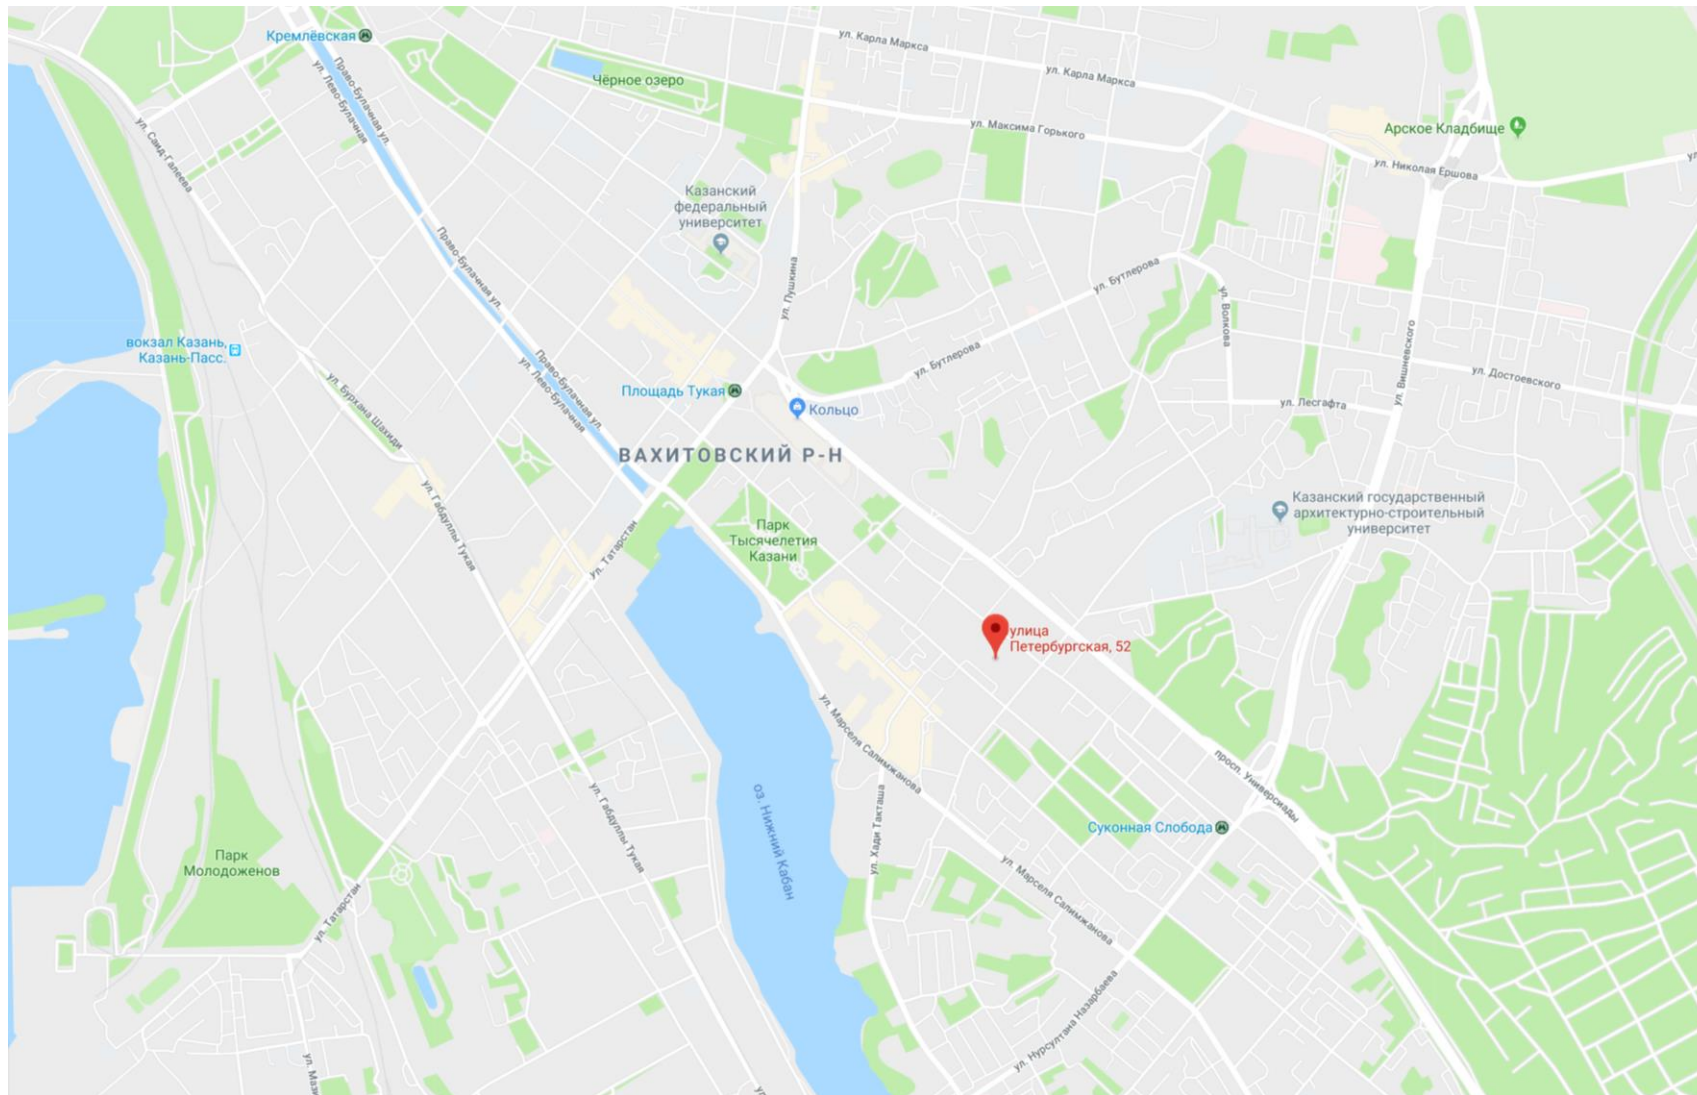 Кремлёвская
ул. Карла Маркса
ул. Карла Маркса
Чёрное озеро
Право-Булачная ул.
ул. Лево-Булачная
ул. Максима Горького
Арское Кладбище
ул. Саид-Галеева
ул. Николая Ершова
ул
Казанский
федеральный
университет
Право-Булачная ул.
ул. Пушкина
ул. Бутлерова
ул. Волкова
вокзал Казань,
Казань-Пасс.
ул. Бутлерова
ул. Вишневского
Право-Булачная ул.
ул. Лево-Булачная
ул. Достоевского
Площадь Тукая
ул. Бурхана Шахиди
Кольцо
ул. Лесгафта
ВАХИТОВСКИЙ Р-Н
Казанский государственный
архитектурно-строительный
университет
ул. Габдуллы Тукая
ул. Татарстан
Парк
Тысячелетия
Казани
улица
Петербургская, 52
ул. Марселя Салимжанова
просп. Универсиады
оз. Нижний Кабан
ул. Габдуллы Тукая
ул. Хади Такташа
Суконная Слобода
Парк
Молодоженов
ул. Марселя Салимжанова
ул. Татарстан
ул. Нурсултана Назарбаева
ул. Мази
ул